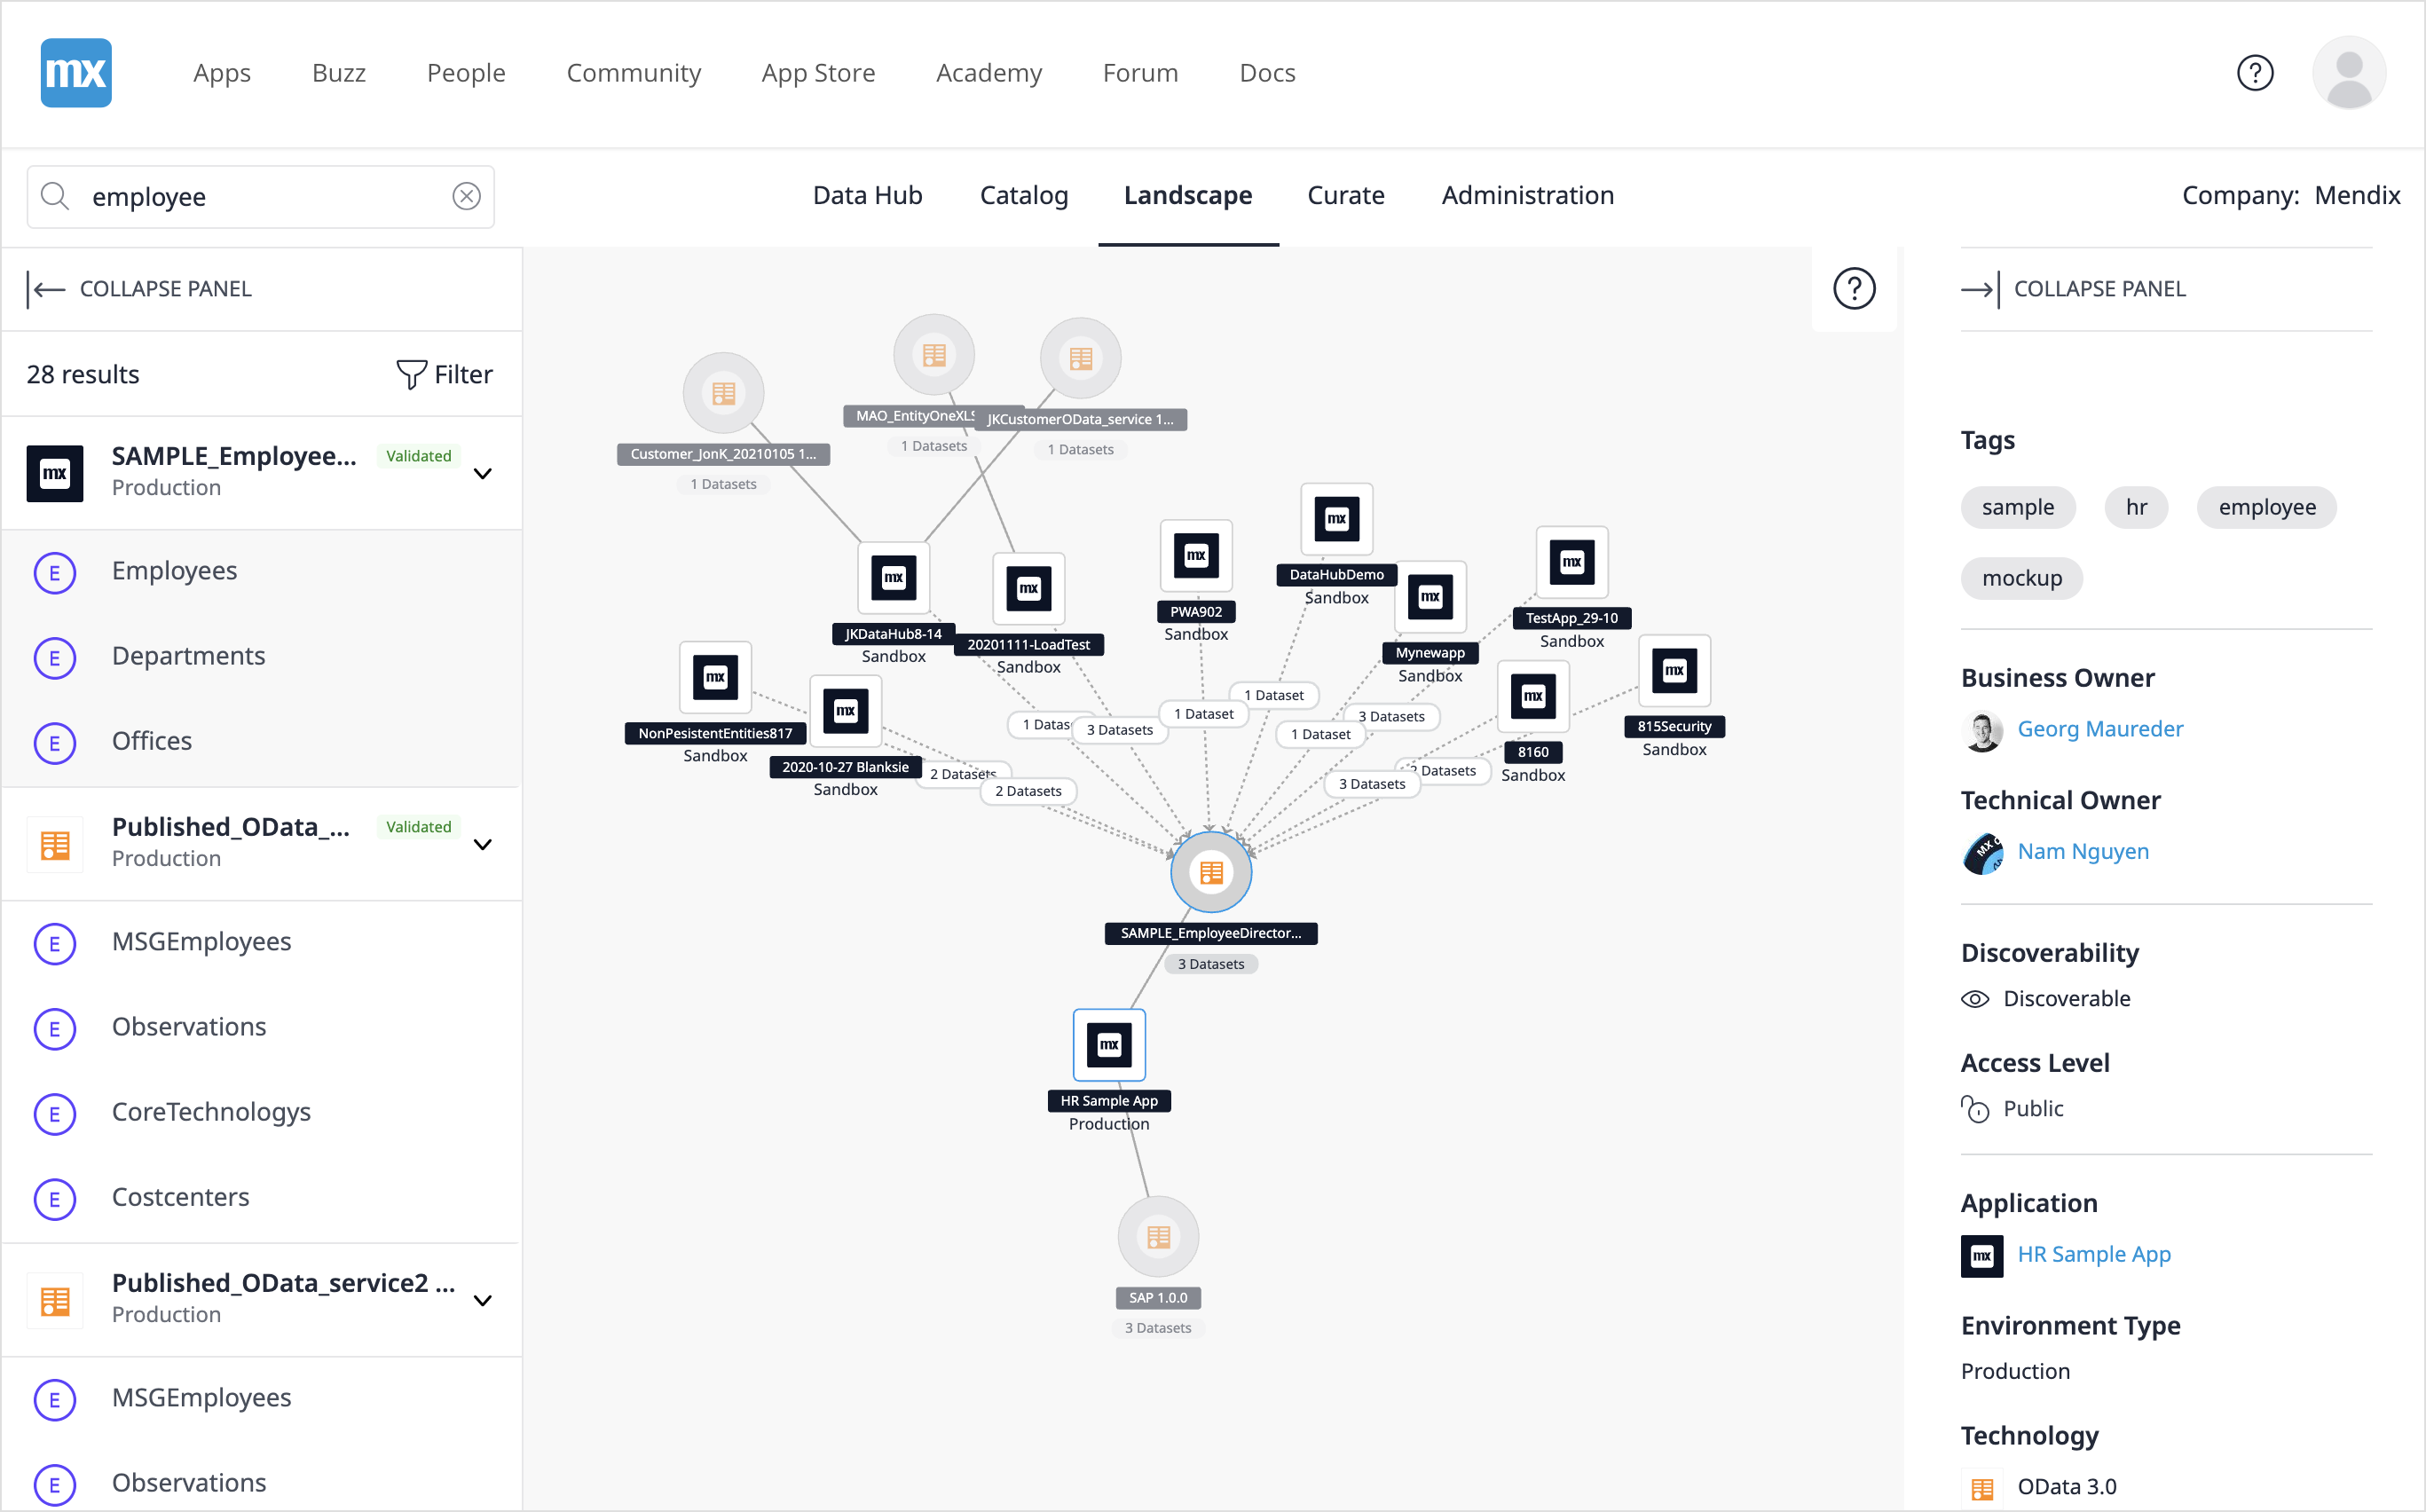 mx
Apps Buzz People Community App Store Academy Forum Docs
employee
Data Hub Catalog Landscape Curate Administration
Company: Mendix
COLLAPSE PANEL
28 results Filter
SAMPLE_Employee... Validated
Production
Employees
Departments
Offices
Published_OData_... Validated
Production
MSGEmployees
Observations
CoreTechnologys
Costcenters
Published_OData_service2 ...
Production
MSGEmployees
Observations
Customer_JonK_20210105 1...
1 Datasets
MAO_EntityOneXLS
1 Datasets
JKCustomerOData_service 1...
1 Datasets
JKDataHub8-14
Sandbox
20201111-LoadTest
Sandbox
PWA902
Sandbox
DataHubDemo
Sandbox
Mynewapp
Sandbox
TestApp_29-10
Sandbox
NonPesistentEntities817
Sandbox
2020-10-27 Blanksie
Sandbox
8160
Sandbox
815Security
Sandbox
1 Dataset
1 Dataset
3 Datasets
1 Datas
3 Datasets
1 Dataset
2 Datasets
2 Datasets
3 Datasets
Datasets
SAMPLE_EmployeeDirector...
3 Datasets
HR Sample App
Production
SAP 1.0.0
3 Datasets
COLLAPSE PANEL
Tags
sample hr employee
mockup
Business Owner
Georg Maureder
Technical Owner
Nam Nguyen
Discoverability
Discoverable
Access Level
Public
Application
HR Sample App
Environment Type
Production
Technology
OData 3.0